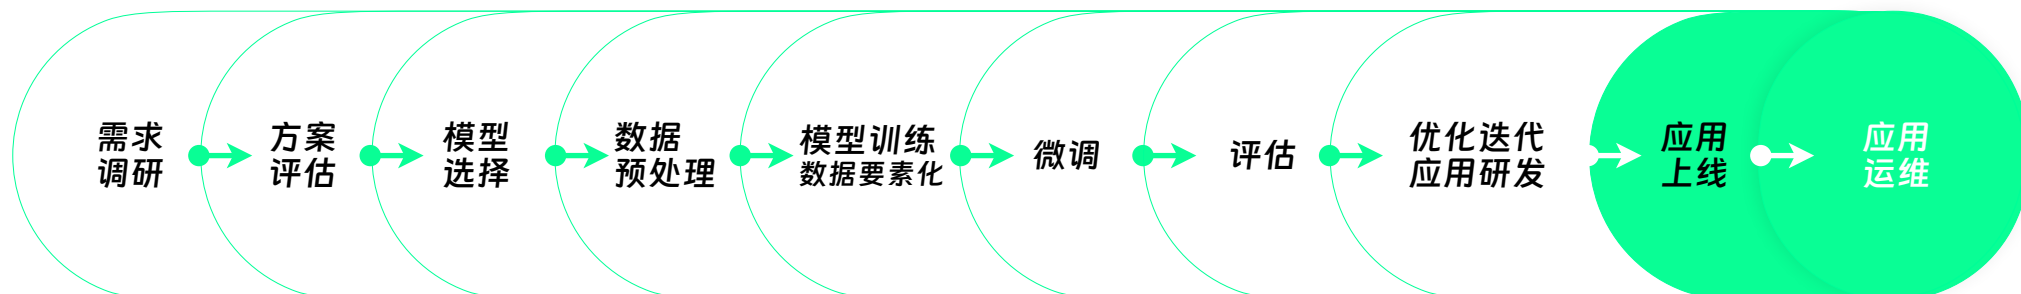 需求
调研
方案
评估
模型
选择
数据
预处理
模型训练
数据要素化
微调
评估
优化迭代
应用研发
应用
上线
应用
运维